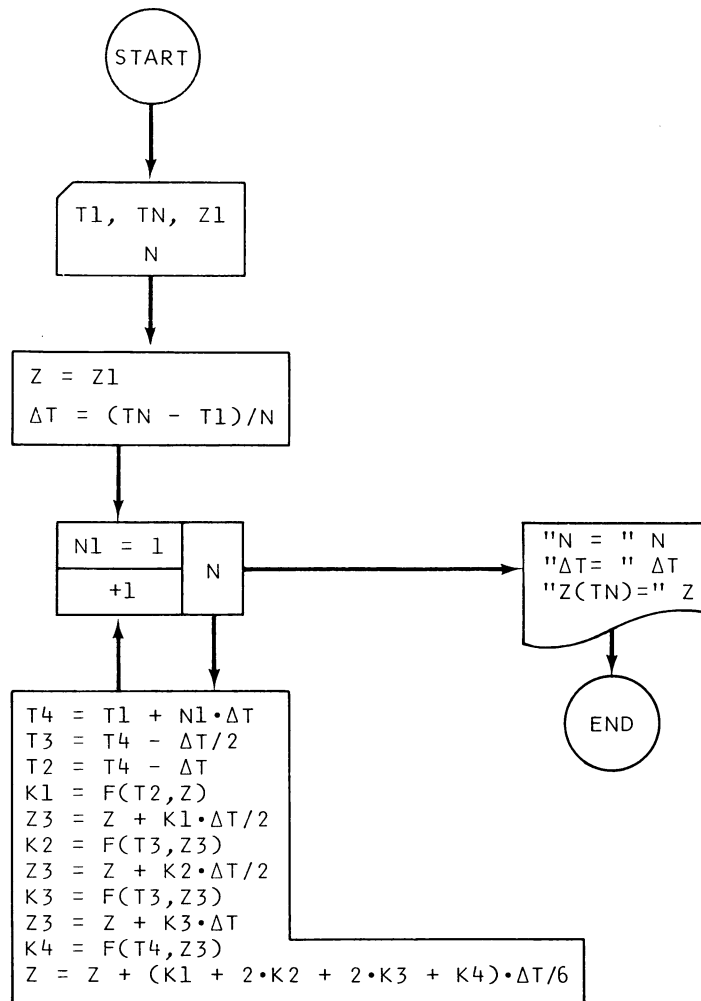 START
T1, TN, Z1
N
Z = Z1
ΔT = (TN - T1)/N
N1 = 1
+1
N
"N = " N
"ΔT= " ΔT
"Z(TN)=" Z
END
T4 = T1 + N1·ΔT
T3 = T4 - ΔT/2
T2 = T4 - ΔT
K1 = F(T2,Z)
Z3 = Z + K1·ΔT/2
K2 = F(T3,Z3)
Z3 = Z + K2·ΔT/2
K3 = F(T3,Z3)
Z3 = Z + K3·ΔT
K4 = F(T4,Z3)
Z = Z + (K1 + 2·K2 + 2·K3 + K4)·ΔT/6